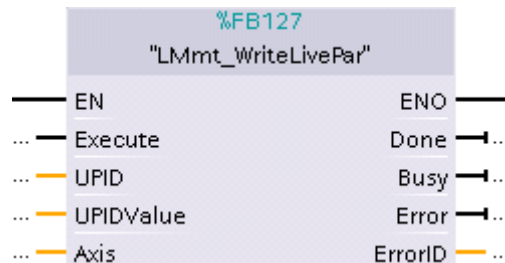 %FB127
"LMmt_WriteLivePar"
EN ENO
... Execute Done ...
... UPID Busy ...
... UPIDValue Error ...
... Axis ErrorID ...